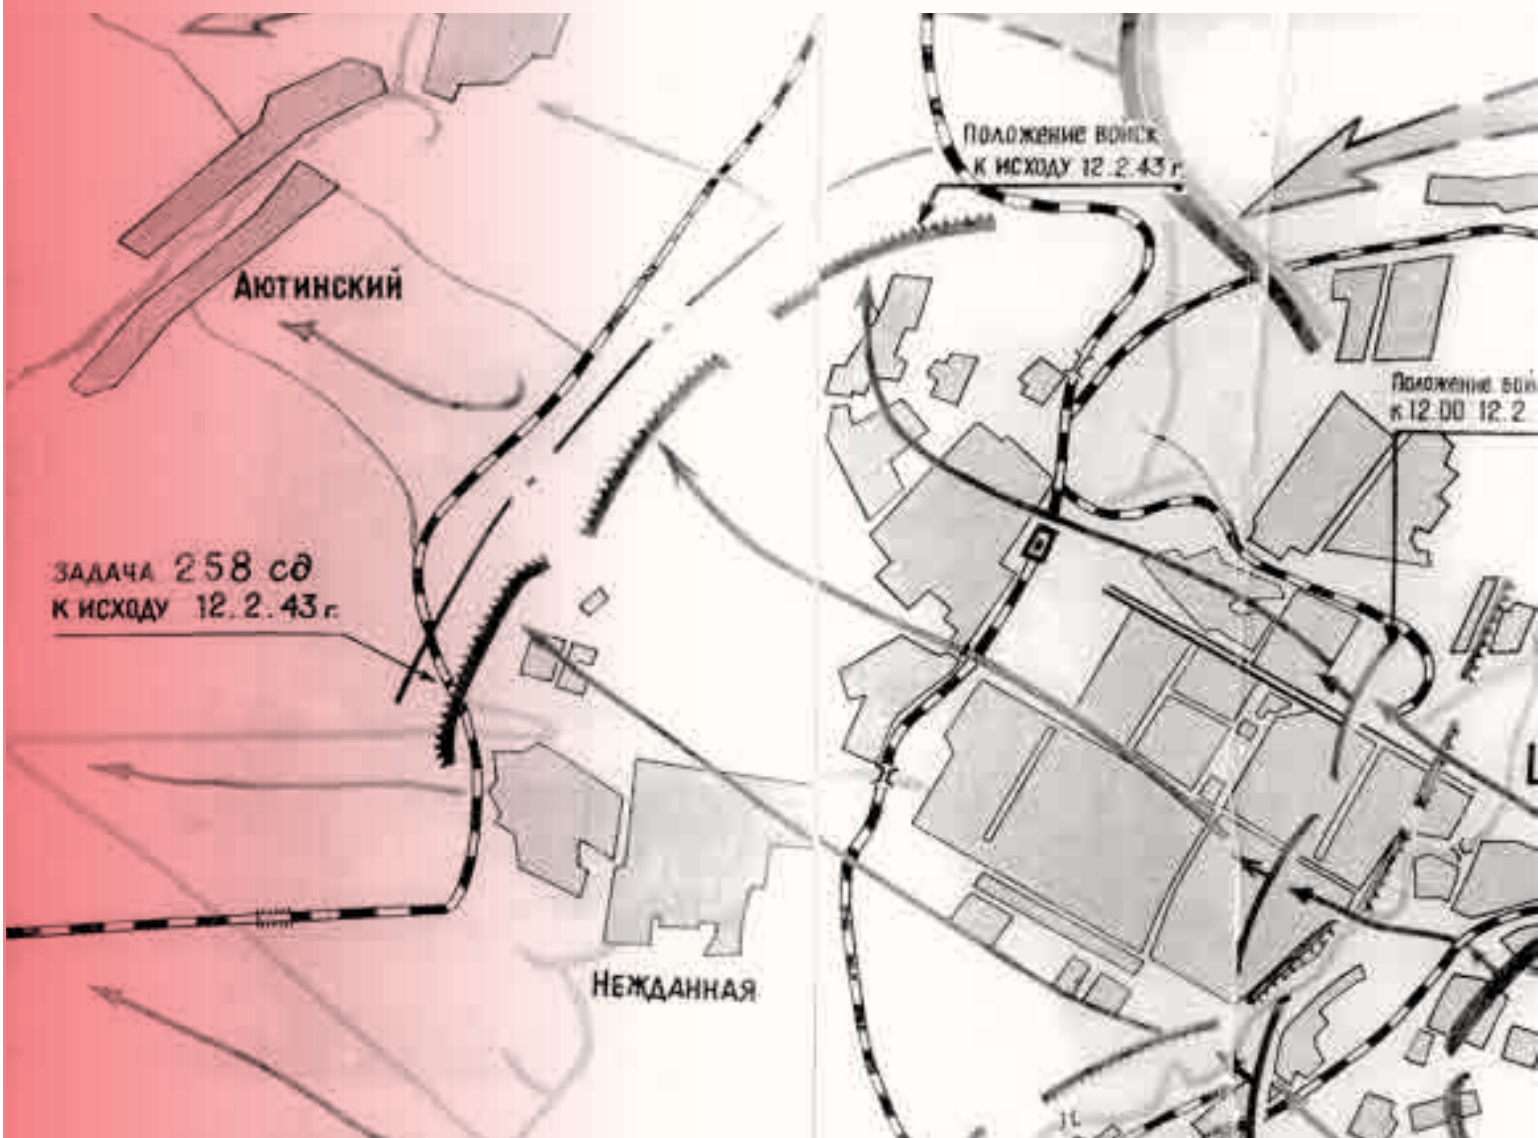 Положение войск
к исходу 12.2.43 г.
Аютинский
Положение
к 12.00 12.2
ЗАДАЧА 258 сд
К ИСХОДУ 12.2.43 г.
Нежданная